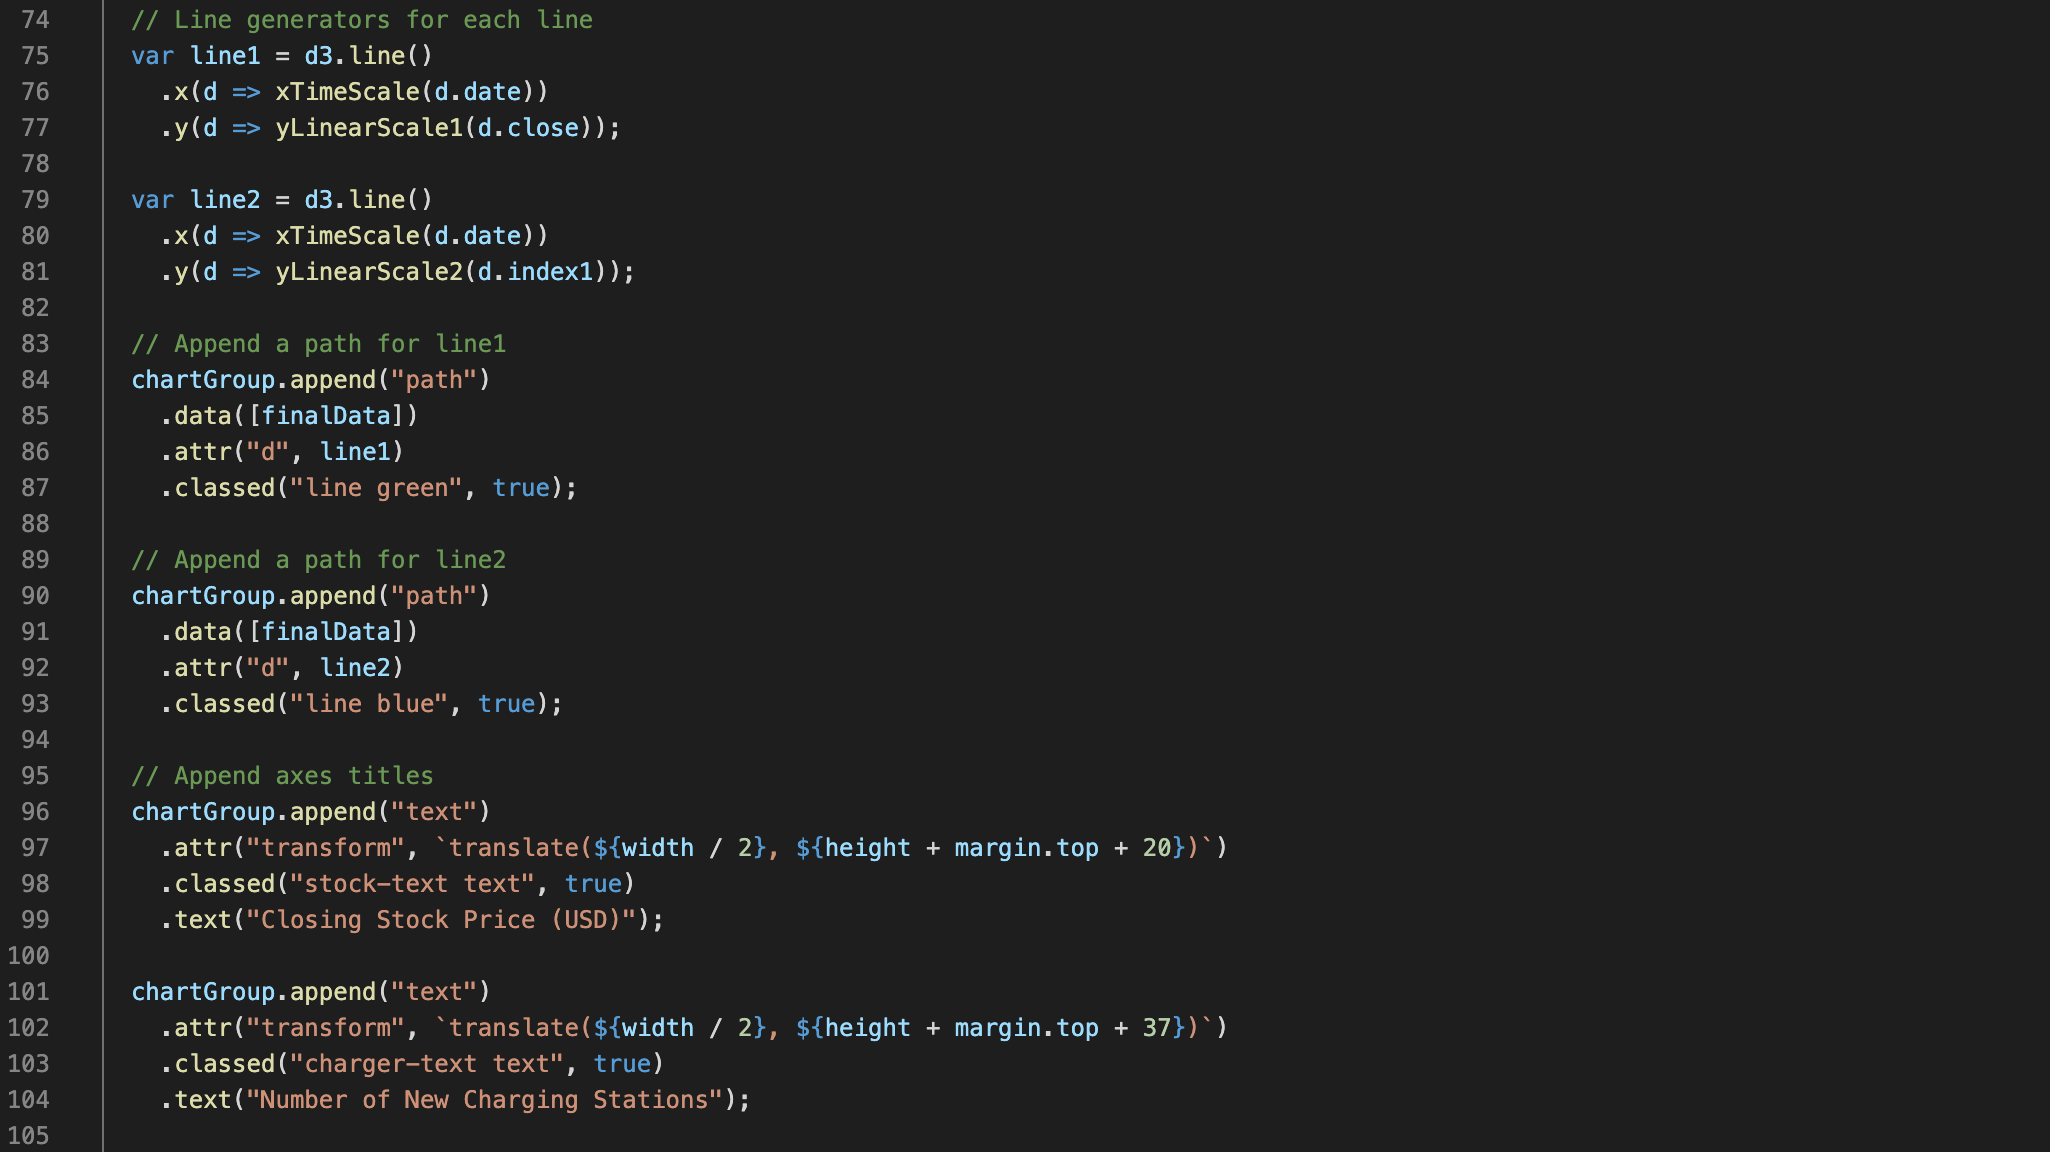 74 // Line generators for each line
75 var line1 = d3.line()
76 .x(d => xTimeScale(d.date))
77 .y(d => yLinearScale1(d.close));
78
79 var line2 = d3.line()
80 .x(d => xTimeScale(d.date))
81 .y(d => yLinearScale2(d.index1));
82
83 // Append a path for line1
84 chartGroup.append("path")
85 .data([finalData])
86 .attr("d", line1)
87 .classed("line green", true);
88
89 // Append a path for line2
90 chartGroup.append("path")
91 .data([finalData])
92 .attr("d", line2)
93 .classed("line blue", true);
94
95 // Append axes titles
96 chartGroup.append("text")
97 .attr("transform", `translate(${width / 2}, ${height + margin.top + 20})`)
98 .classed("stock-text text", true)
99 .text("Closing Stock Price (USD)");
100
101 chartGroup.append("text")
102 .attr("transform", `translate(${width / 2}, ${height + margin.top + 37})`)
103 .classed("charger-text text", true)
104 .text("Number of New Charging Stations");
105